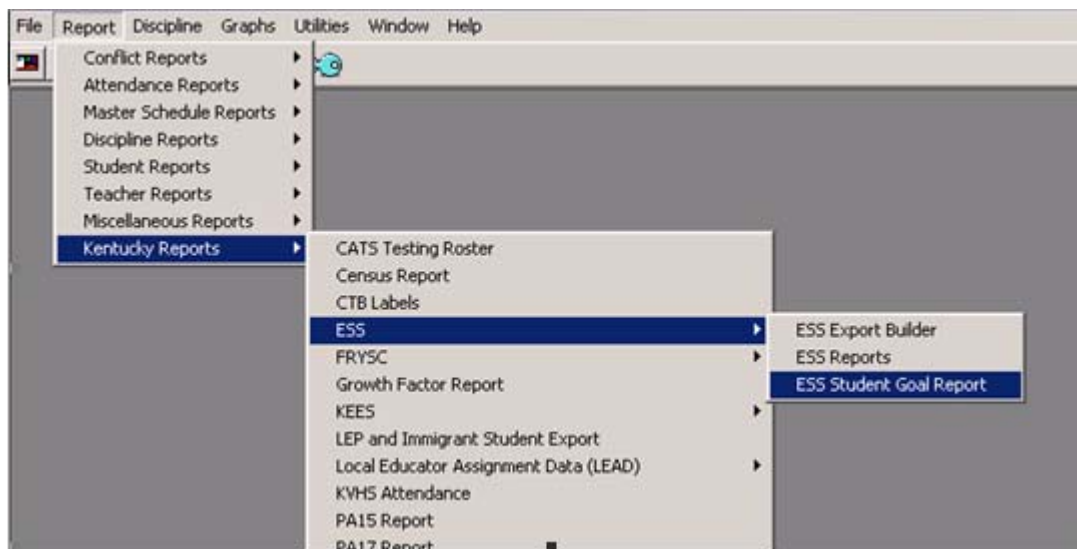 File Report Discipline Graphs Utilities Window Help
Conflict Reports
Attendance Reports
Master Schedule Reports
Discipline Reports
Student Reports
Teacher Reports
Miscellaneous Reports
Kentucky Reports
CATS Testing Roster
Census Report
CTB Labels
ESS
FRYSC
Growth Factor Report
KEES
LEP and Immigrant Student Export
Local Educator Assignment Data (LEAD)
KVHS Attendance
PA15 Report
PA17 Report
ESS Export Builder
ESS Reports
ESS Student Goal Report